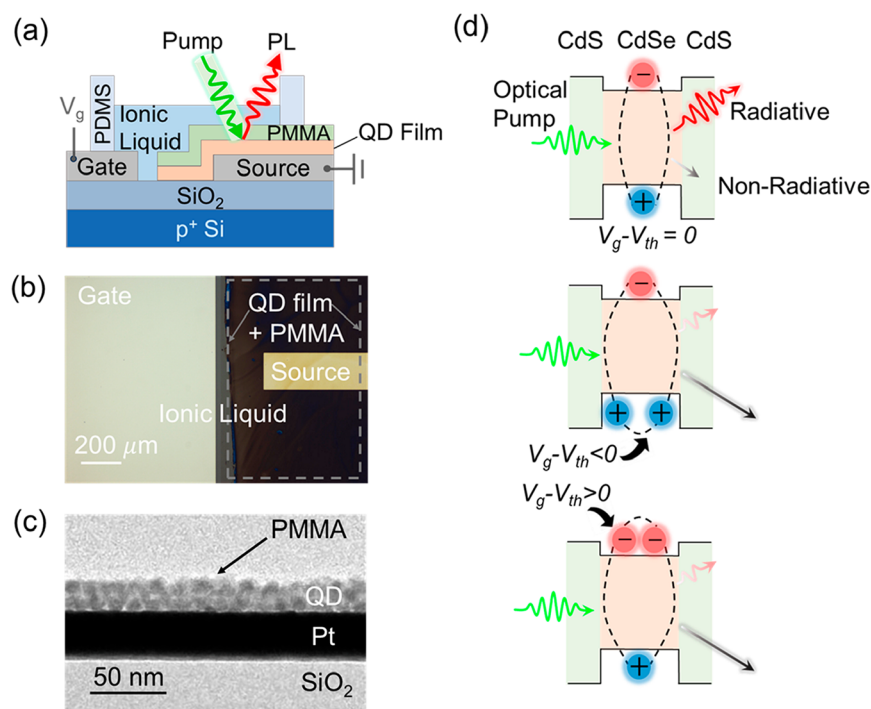 (a)
Pump
PL
V_g
PDMS
Ionic
Liquid
PMMA
QD Film
Gate
Source
SiO₂
p⁺ Si
(b)
Gate
QD film
+ PMMA
Source
Ionic Liquid
200 μm
(c)
PMMA
QD
Pt
50 nm
SiO₂
(d)
CdS CdSe CdS
Optical
Pump
−
Radiative
Non-Radiative
+
V_g-V_th = 0
−
+ +
V_g-V_th<0
V_g-V_th>0
− −
+